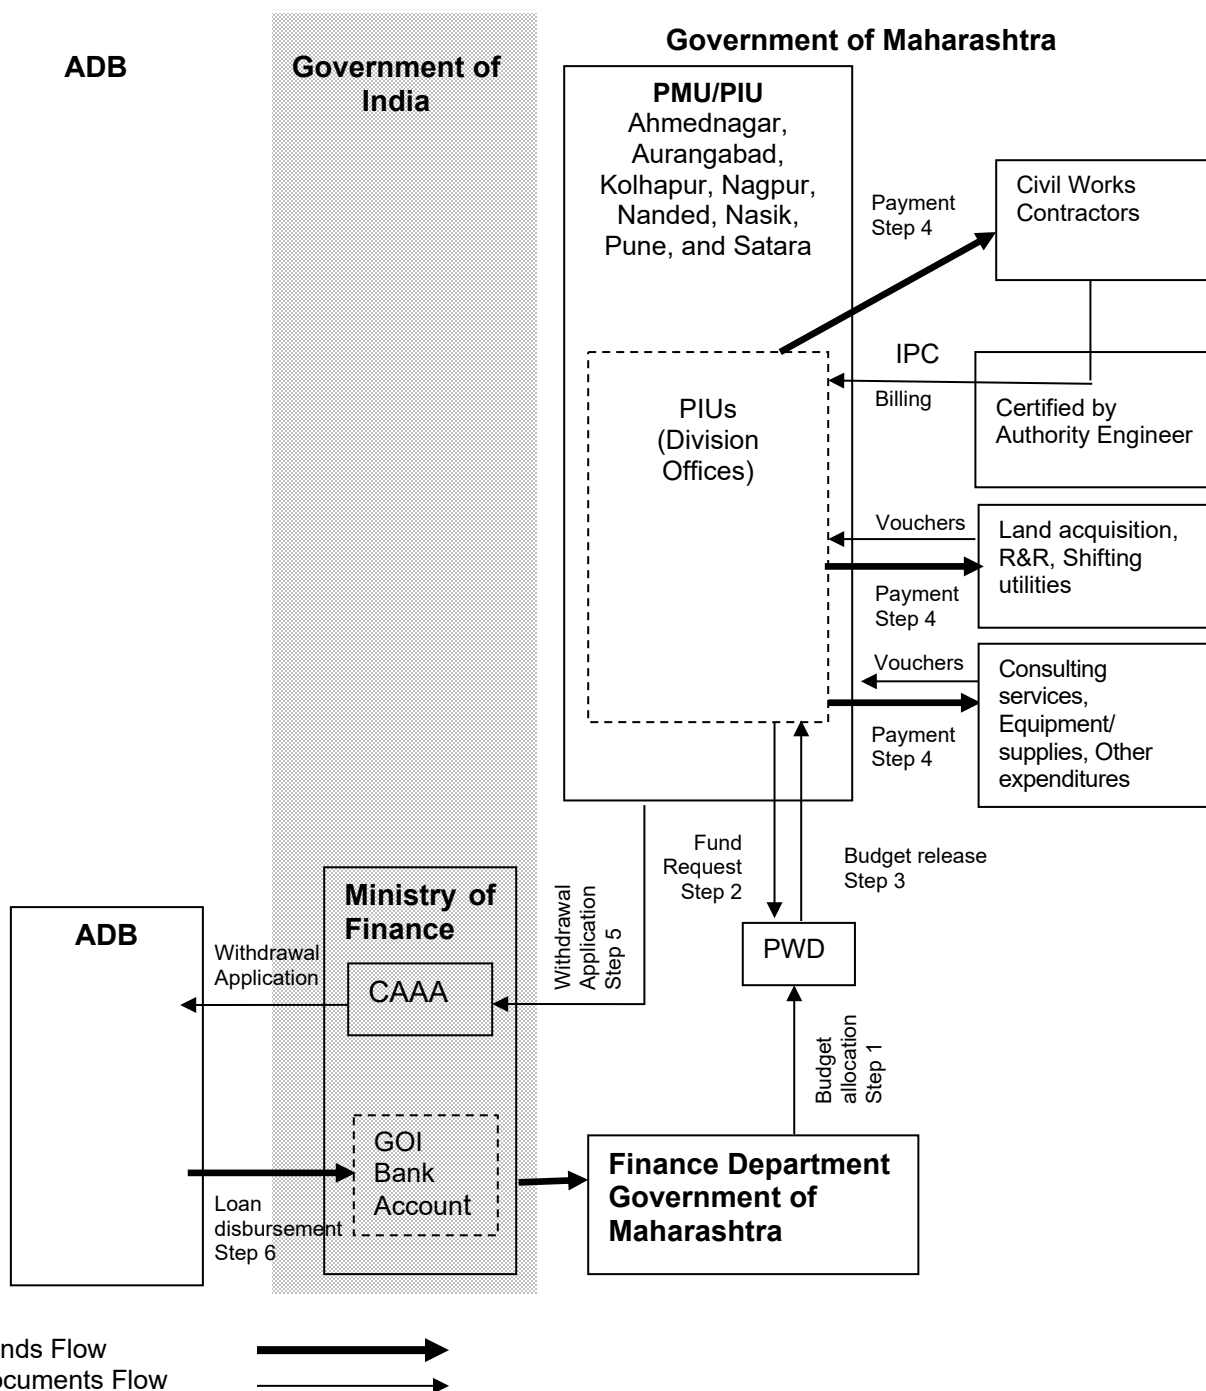 ADB
Government of
India
Government of Maharashtra
PMU/PIU
Ahmednagar,
Aurangabad,
Kolhapur, Nagpur,
Nanded, Nasik,
Pune, and Satara
Payment
Step 4
Civil Works
Contractors
IPC
Billing
Certified by
Authority Engineer
PIUs
(Division
Offices)
Vouchers
Land acquisition,
R&R, Shifting
utilities
Payment
Step 4
Vouchers
Consulting
services,
Equipment/
supplies, Other
expenditures
Payment
Step 4
Fund
Request
Step 2
Budget release
Step 3
Withdrawal
Application
Step 5
PWD
Ministry of
Finance
ADB
Withdrawal
Application
CAAA
Budget
allocation
Step 1
GOI
Bank
Account
Loan
disbursement
Step 6
Finance Department
Government of
Maharashtra
nds Flow
ocuments Flow